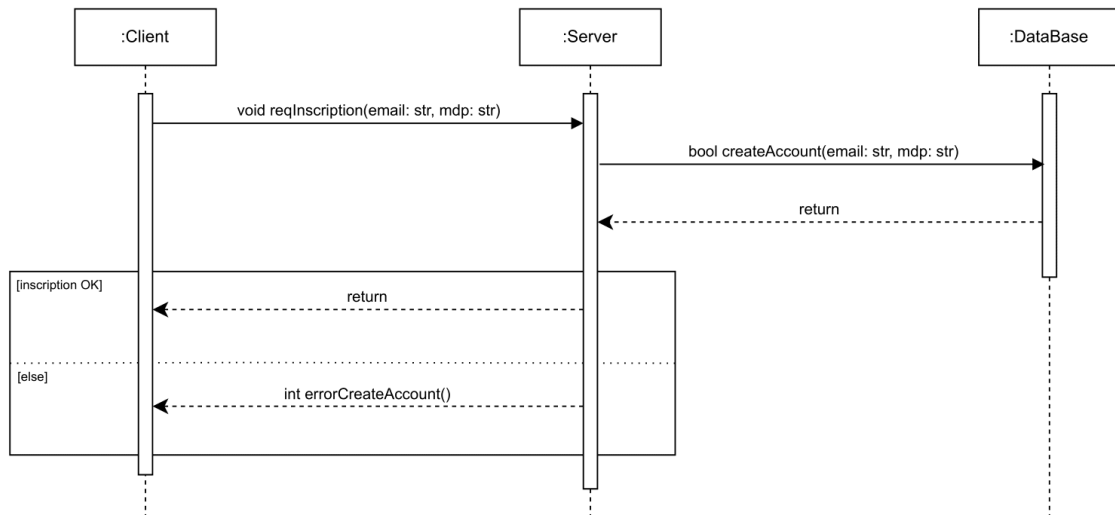 :Client
:Server
:DataBase
void reqInscription(email: str, mdp: str)
bool createAccount(email: str, mdp: str)
return
[inscription OK]
return
[else]
int errorCreateAccount()